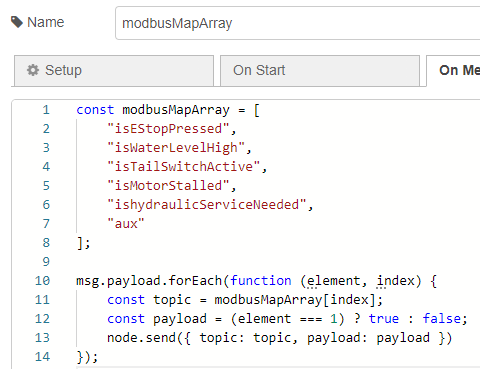 Name
modbusMapArray
Setup
On Start
On Me
1 const modbusMapArray = [
2 "isEStopPressed",
3 "isWaterLevelHigh",
4 "isTailSwitchActive",
5 "isMotorStalled",
6 "ishydraulicServiceNeeded",
7 "aux"
8 ];
9
10 msg.payload.forEach(function (element, index) {
11 const topic = modbusMapArray[index];
12 const payload = (element === 1) ? true : false;
13 node.send({ topic: topic, payload: payload })
14 });